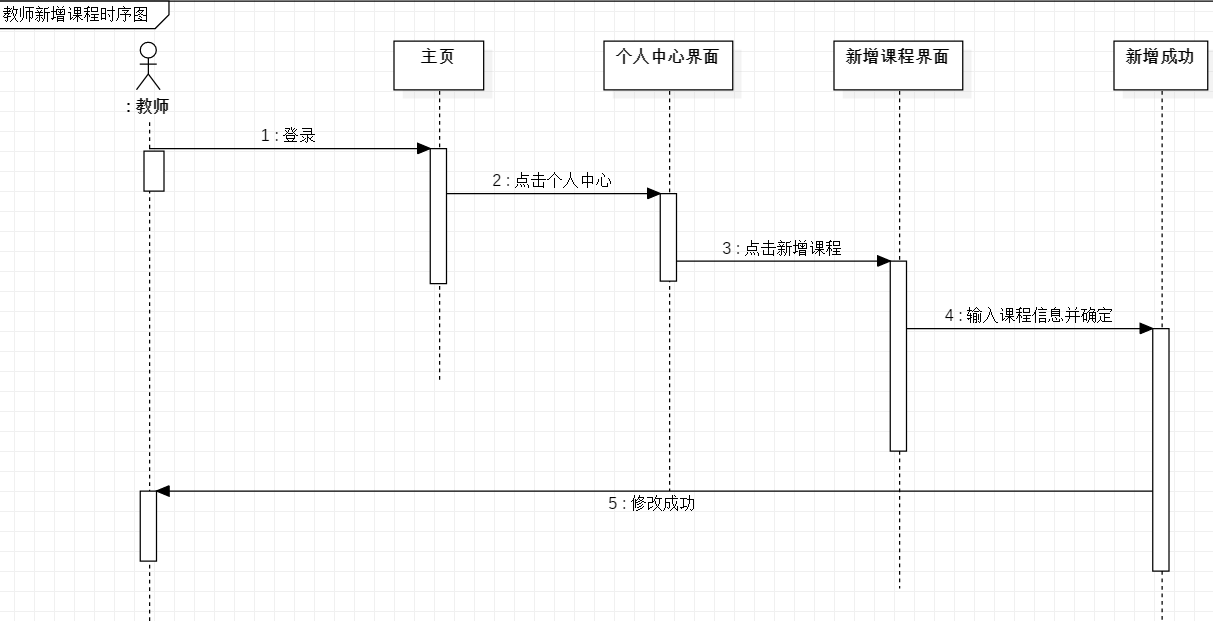 教师新增课程时序图
主页
个人中心界面
新增课程界面
新增成功
: 教师
1 : 登录
2 : 点击个人中心
3 : 点击新增课程
4 : 输入课程信息并确定
5 : 修改成功